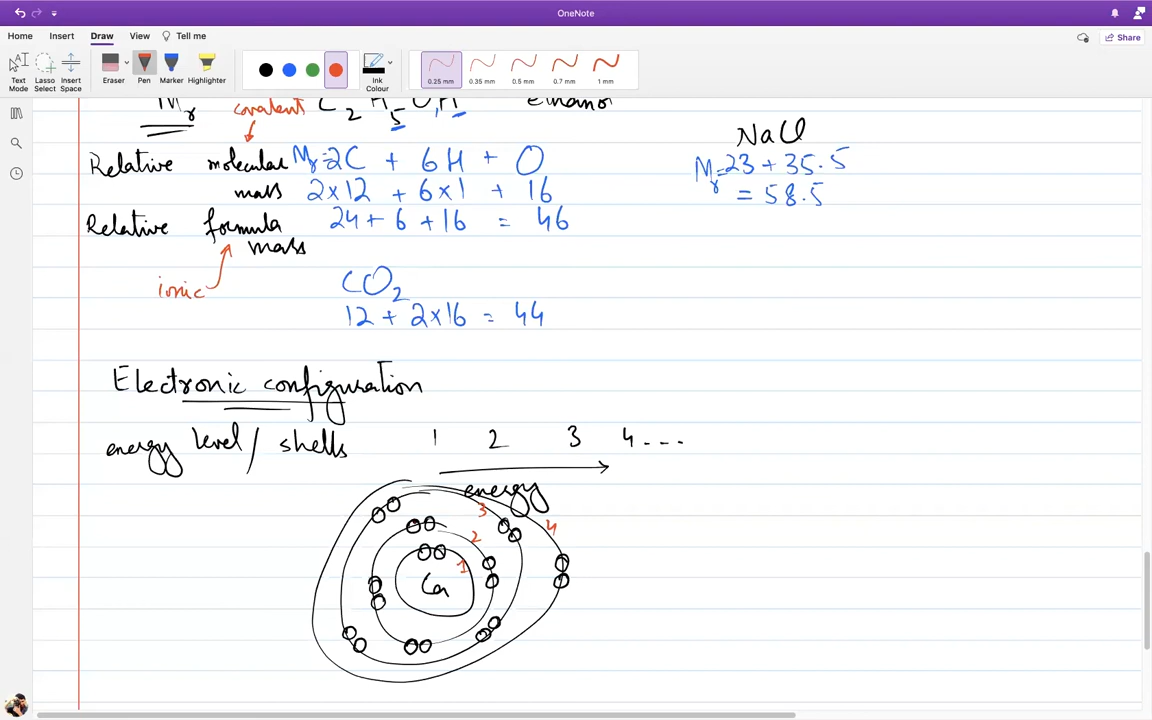 OneNote
Home Insert Draw View Tell me
Share
Text Mode
Lasso Select
Insert Space
Eraser
Pen
Marker
Highlighter
Ink Colour
0.25 mm 0.35 mm 0.5 mm 0.7 mm 1 mm
Mr covalent C2H5OH ethanol
Relative molecular mass
Mr=2C + 6H + O
2×12 + 6×1 + 16
24+ 6 +16 = 46
Relative formula mass
ionic
CO2
12 + 2×16 = 44
NaCl
Mr=23 + 35.5
= 58.5
Electronic configuration
energy level/ shells 1 2 3 4...
energy
3
4
2
1
Ca